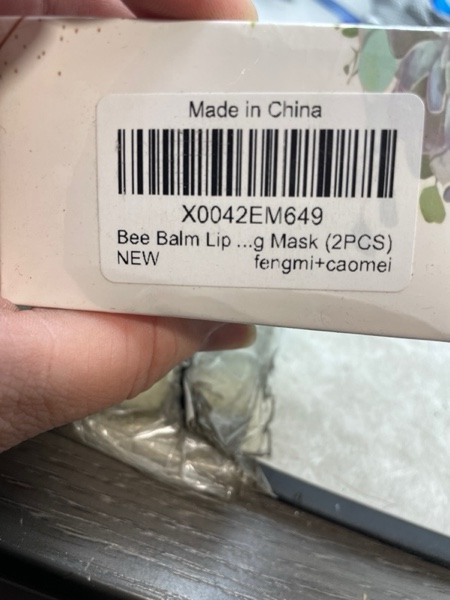 Made in China
X0042EM649
Bee Balm Lip ...g Mask (2PCS)
NEW fengmi+caomei